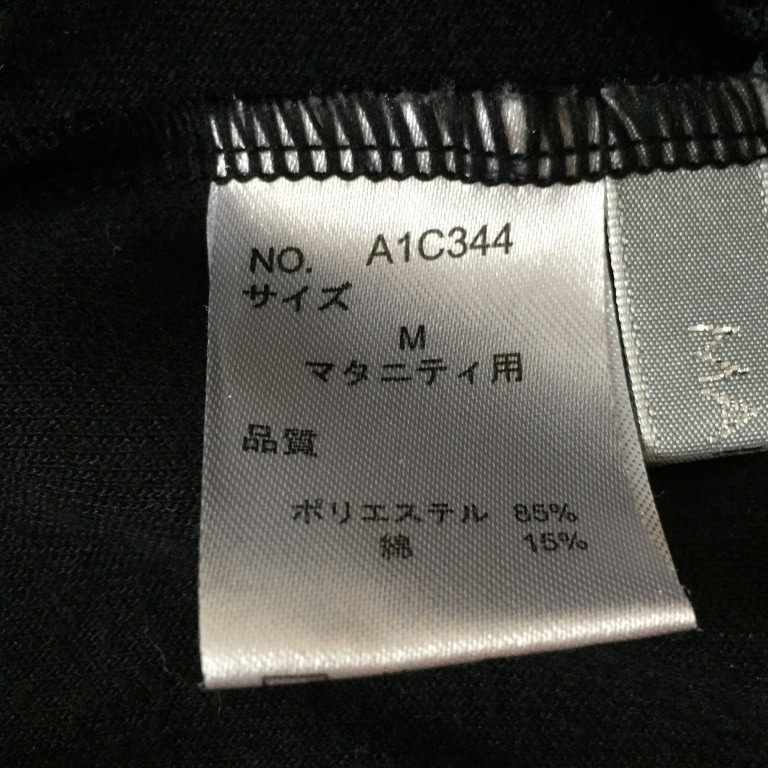 NO. A1C344
サイズ
M
マタニティ用
品質
ポリエステル 85%
綿 15%
MA